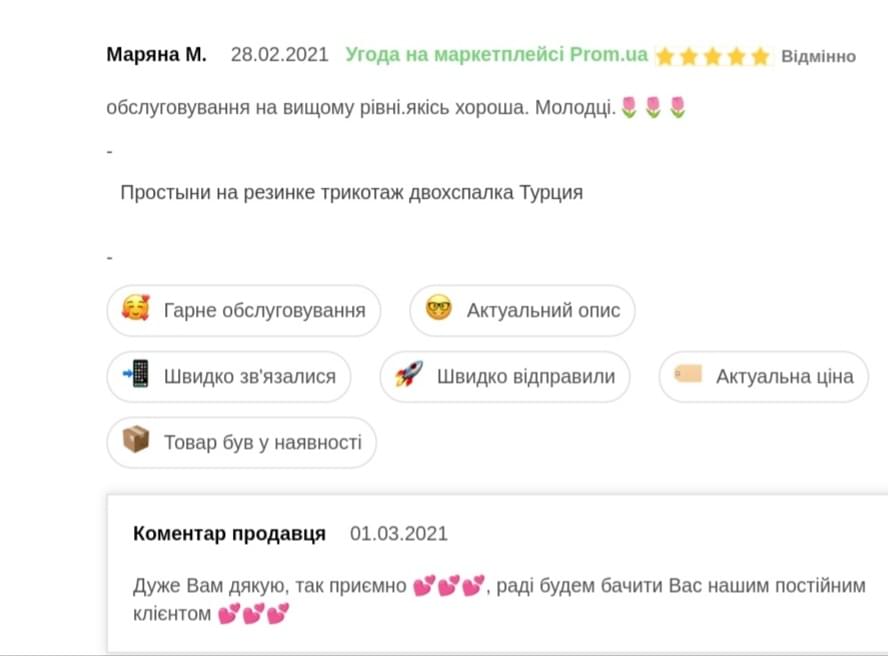 Маряна М. 28.02.2021 Угода на маркетплейсі Prom.ua ⭐⭐⭐⭐⭐ Відмінно
обслуговування на вищому рівні.якісь хороша. Молодці.🌷🌷🌷
-
Простыни на резинке трикотаж двохспалка Турция
-
🥰 Гарне обслуговування 🤓 Актуальний опис
📲 Швидко зв'язалися 🚀 Швидко відправили 🏷️ Актуальна ціна
📦 Товар був у наявності
Коментар продавця 01.03.2021
Дуже Вам дякую, так приємно 💕💕💕, раді будем бачити Вас нашим постійним
клієнтом 💕💕💕